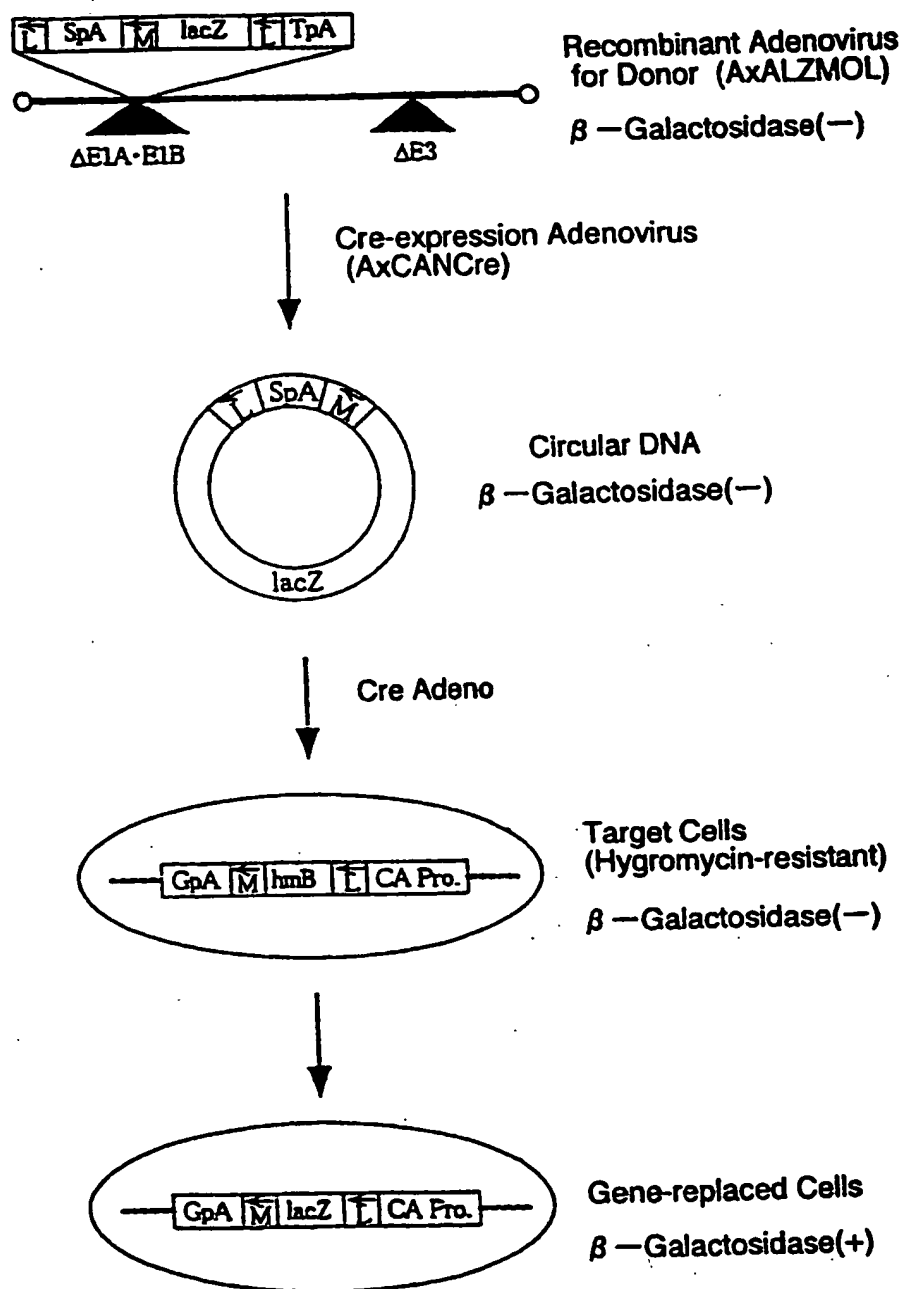 L SpA M lacZ L TpA
Recombinant Adenovirus
for Donor (AxALZMOL)
β－Galactosidase(－)
ΔE1A・E1B
ΔE3
Cre-expression Adenovirus
(AxCANCre)
L SpA M
lacZ
Circular DNA
β－Galactosidase(－)
Cre Adeno
GpA M hmB L CA Pro.
Target Cells
(Hygromycin-resistant)
β－Galactosidase(－)
GpA M lacZ L CA Pro.
Gene-replaced Cells
β－Galactosidase(+)